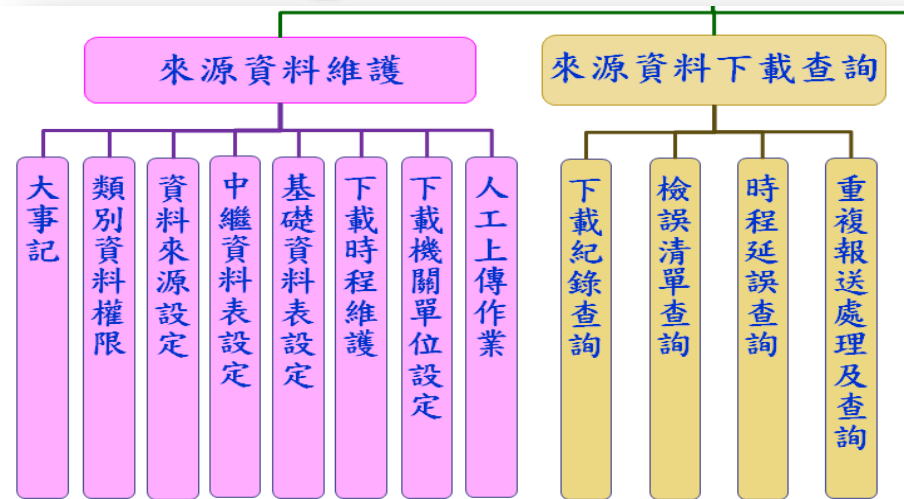 來源資料維護
來源資料下載查詢
大事記
類別資料權限
資料來源設定
中繼資料表設定
基礎資料表設定
下載時程維護
下載機關單位設定
人工上傳作業
下載紀錄查詢
檢誤清單查詢
時程延誤查詢
重複報送處理及查詢